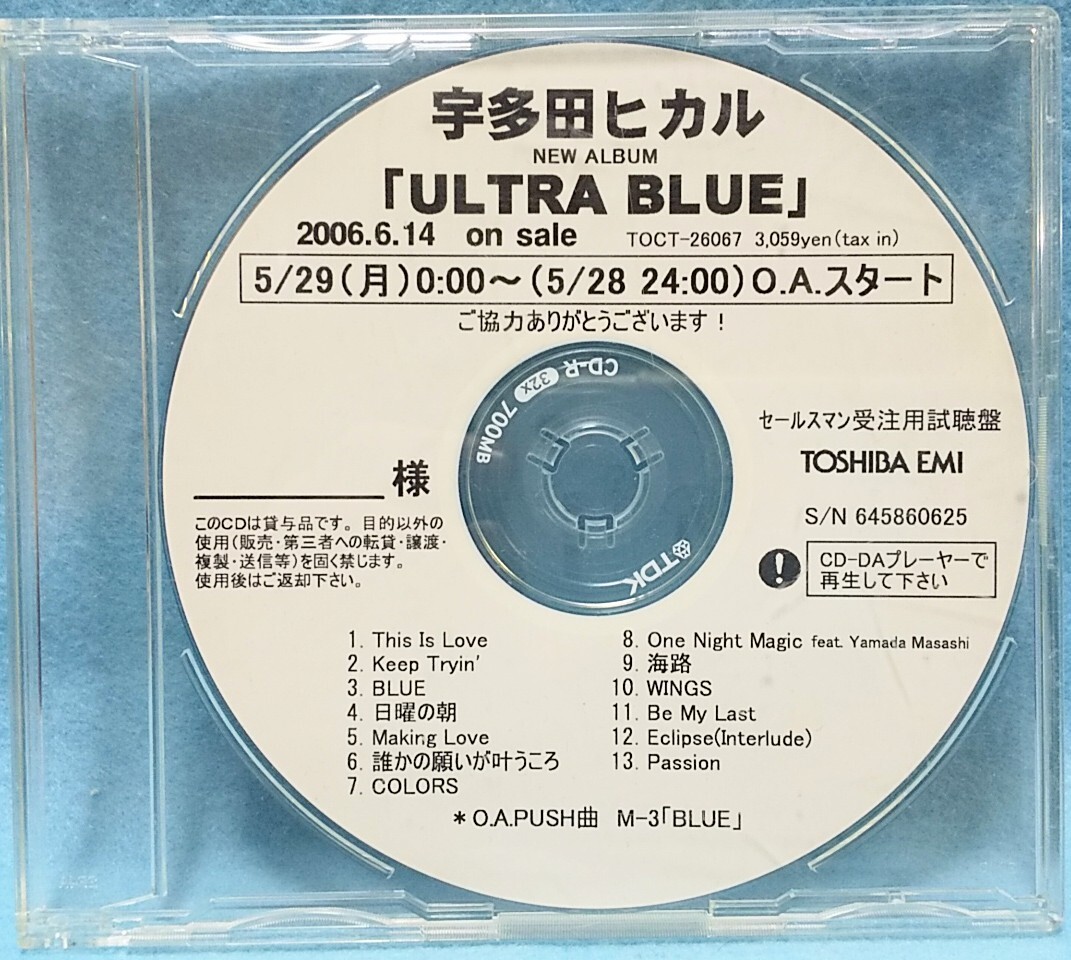 宇多田ヒカル
NEW ALBUM
「ULTRA BLUE」
2006.6.14 on sale TOCT-26067 3,059yen(tax in)
5/29(月)0:00～(5/28 24:00)O.A.スタート
ご協力ありがとうございます！
CD-R 32X 700MB
TDK
セールスマン受注用試聴盤
TOSHIBA EMI
S/N 645860625
! CD-DAプレーヤーで
再生して下さい
様
このCDは貸与品です。目的以外の
使用(販売・第三者への転貸・譲渡・
複製・送信等)を固く禁じます。
使用後はご返却下さい。
1. This Is Love
2. Keep Tryin'
3. BLUE
4. 日曜の朝
5. Making Love
6. 誰かの願いが叶うころ
7. COLORS
8. One Night Magic feat. Yamada Masashi
9. 海路
10. WINGS
11. Be My Last
12. Eclipse(Interlude)
13. Passion
＊O.A.PUSH曲 M-3「BLUE」